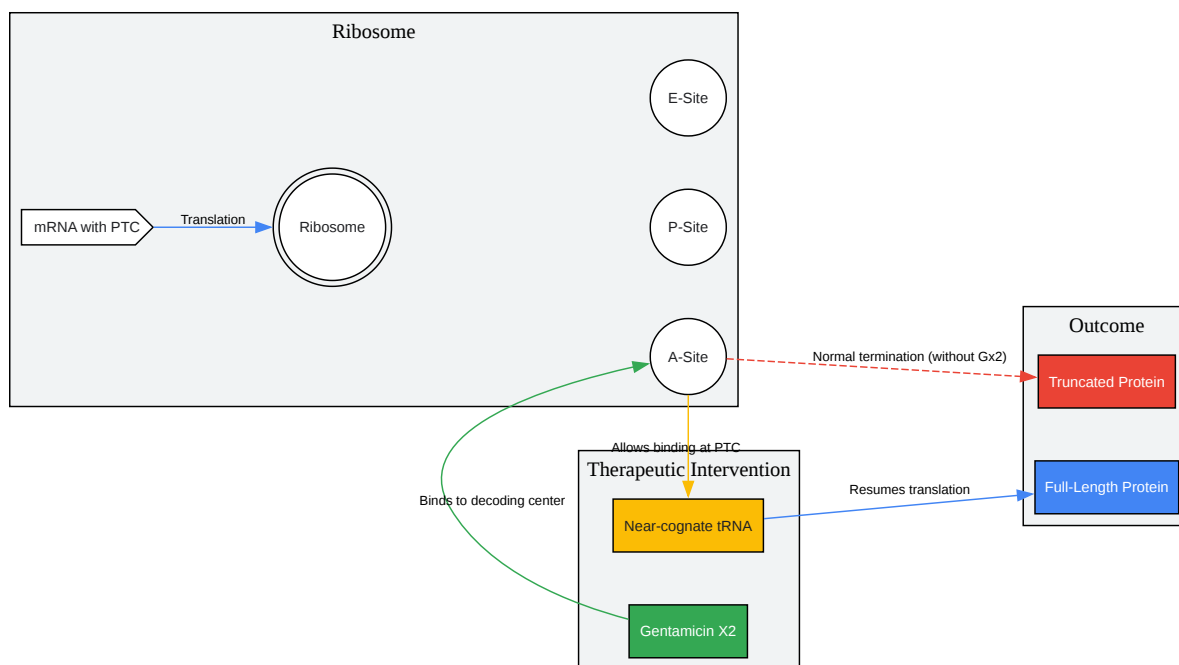 Ribosome
E-Site
P-Site
mRNA with PTC
Translation
Ribosome
A-Site
Normal termination (without Gx2)
Outcome
Truncated Protein
Allows binding at PTC
Therapeutic Intervention
Binds to decoding center
Near-cognate tRNA
Resumes translation
Full-Length Protein
Gentamicin X2